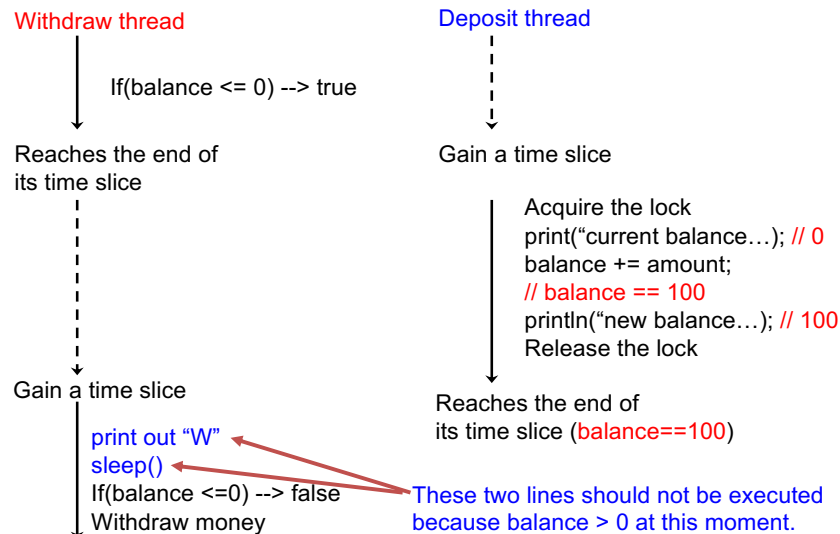 Withdraw thread
If(balance <= 0) --> true
Reaches the end of
its time slice
Gain a time slice
print out “W”
sleep()
If(balance <=0) --> false
Withdraw money
Deposit thread
Gain a time slice
Acquire the lock
print(“current balance…); // 0
balance += amount;
// balance == 100
println(“new balance…); // 100
Release the lock
Reaches the end of
its time slice (balance==100)
These two lines should not be executed
because balance > 0 at this moment.